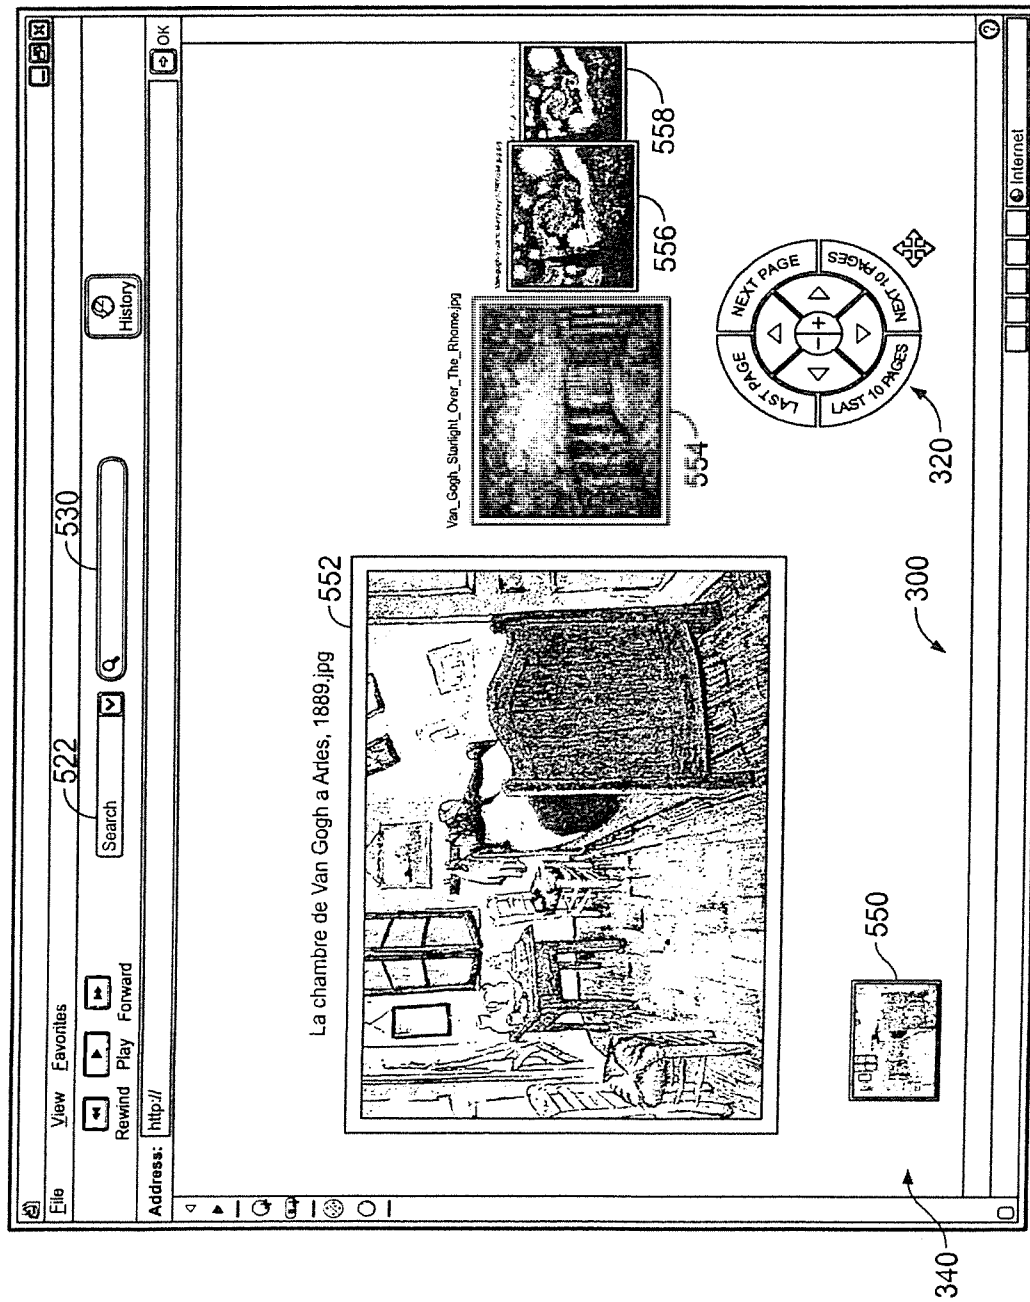 File View Favorites
Rewind Play Forward
Search
History
522
530
Address: http://
OK
La chambre de Van Gogh a Arles, 1889.jpg
552
Van_Gogh_Starlight_Over_The_Rhome.jpg
554
556
558
LAST PAGE
NEXT PAGE
LAST 10 PAGES
NEXT 10 PAGES
− +
320
300
550
340
Internet